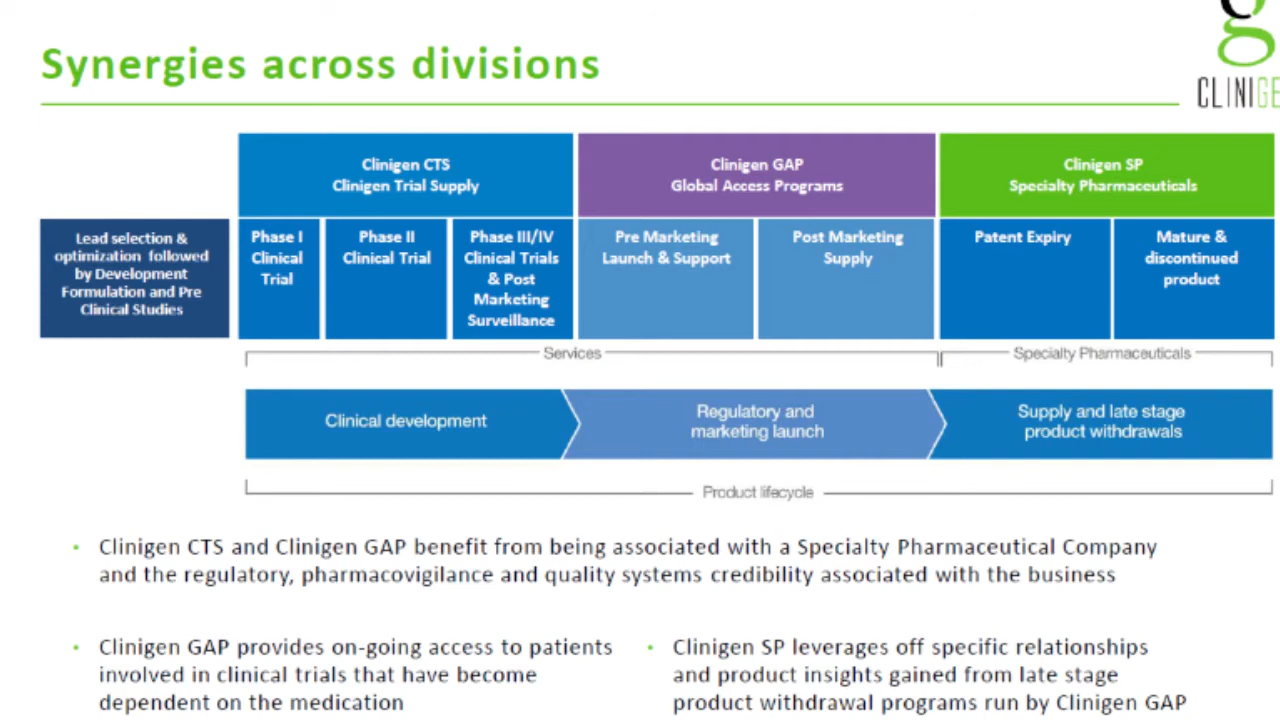 Synergies across divisions
g
CLINIGE
Clinigen CTS
Clinigen Trial Supply
Clinigen GAP
Global Access Programs
Clinigen SP
Specialty Pharmaceuticals
Lead selection &
optimization followed
by Development
Formulation and Pre
Clinical Studies
Phase I
Clinical
Trial
Phase II
Clinical Trial
Phase III/IV
Clinical Trials
& Post
Marketing
Surveillance
Pre Marketing
Launch & Support
Post Marketing
Supply
Patent Expiry
Mature &
discontinued
product
Services
Specialty Pharmaceuticals
Clinical development
Regulatory and
marketing launch
Supply and late stage
product withdrawals
Product lifecycle
• Clinigen CTS and Clinigen GAP benefit from being associated with a Specialty Pharmaceutical Company
and the regulatory, pharmacovigilance and quality systems credibility associated with the business
• Clinigen GAP provides on-going access to patients
involved in clinical trials that have become
dependent on the medication
• Clinigen SP leverages off specific relationships
and product insights gained from late stage
product withdrawal programs run by Clinigen GAP